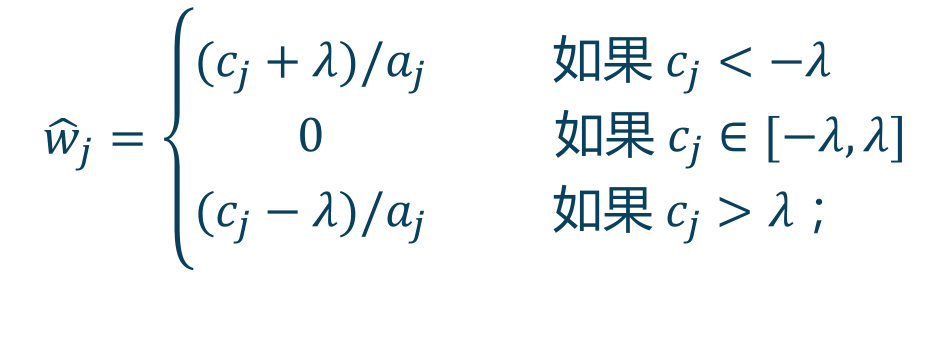 (c_j + λ)/a_j 如果 c_j < −λ
ŵ_j = { 0 如果 c_j ∈ [−λ, λ]
(c_j − λ)/a_j 如果 c_j > λ ;